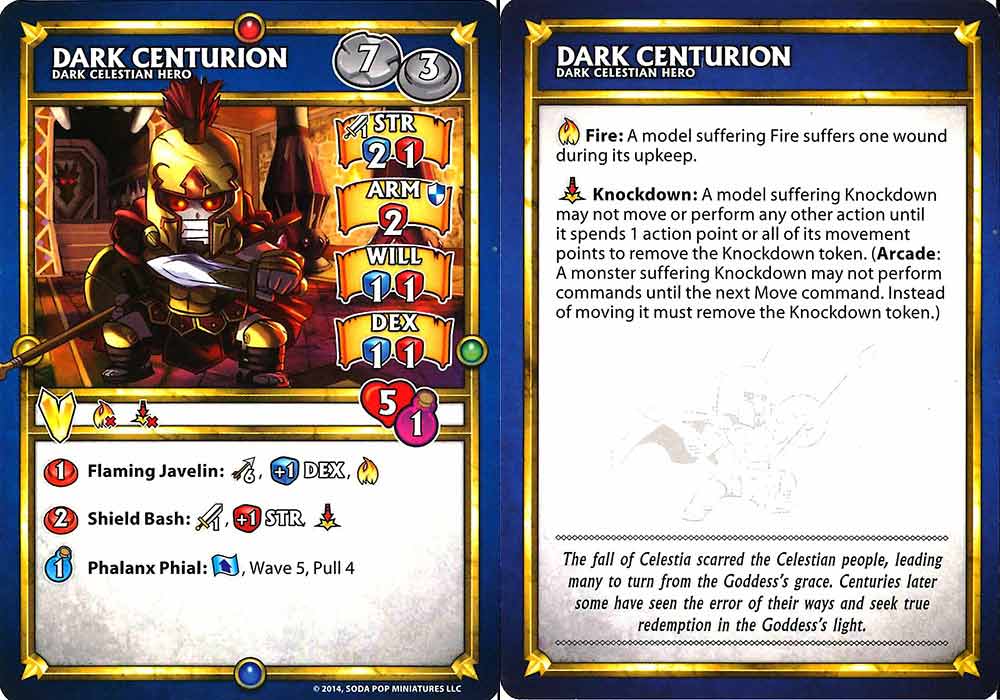 DARK CENTURION
DARK CELESTIAN HERO
7 3
STR
2 1
ARM
2
WILL
1 1
DEX
1 1
5
1
1 Flaming Javelin: 6, +1 DEX,
2 Shield Bash: , +1 STR,
1 Phalanx Phial: , Wave 5, Pull 4
© 2014, SODA POP MINIATURES LLC
DARK CENTURION
DARK CELESTIAN HERO
Fire: A model suffering Fire suffers one wound
during its upkeep.
Knockdown: A model suffering Knockdown
may not move or perform any other action until
it spends 1 action point or all of its movement
points to remove the Knockdown token. (Arcade:
A monster suffering Knockdown may not perform
commands until the next Move command. Instead
of moving it must remove the Knockdown token.)
The fall of Celestia scarred the Celestian people, leading
many to turn from the Goddess's grace. Centuries later
some have seen the error of their ways and seek true
redemption in the Goddess's light.